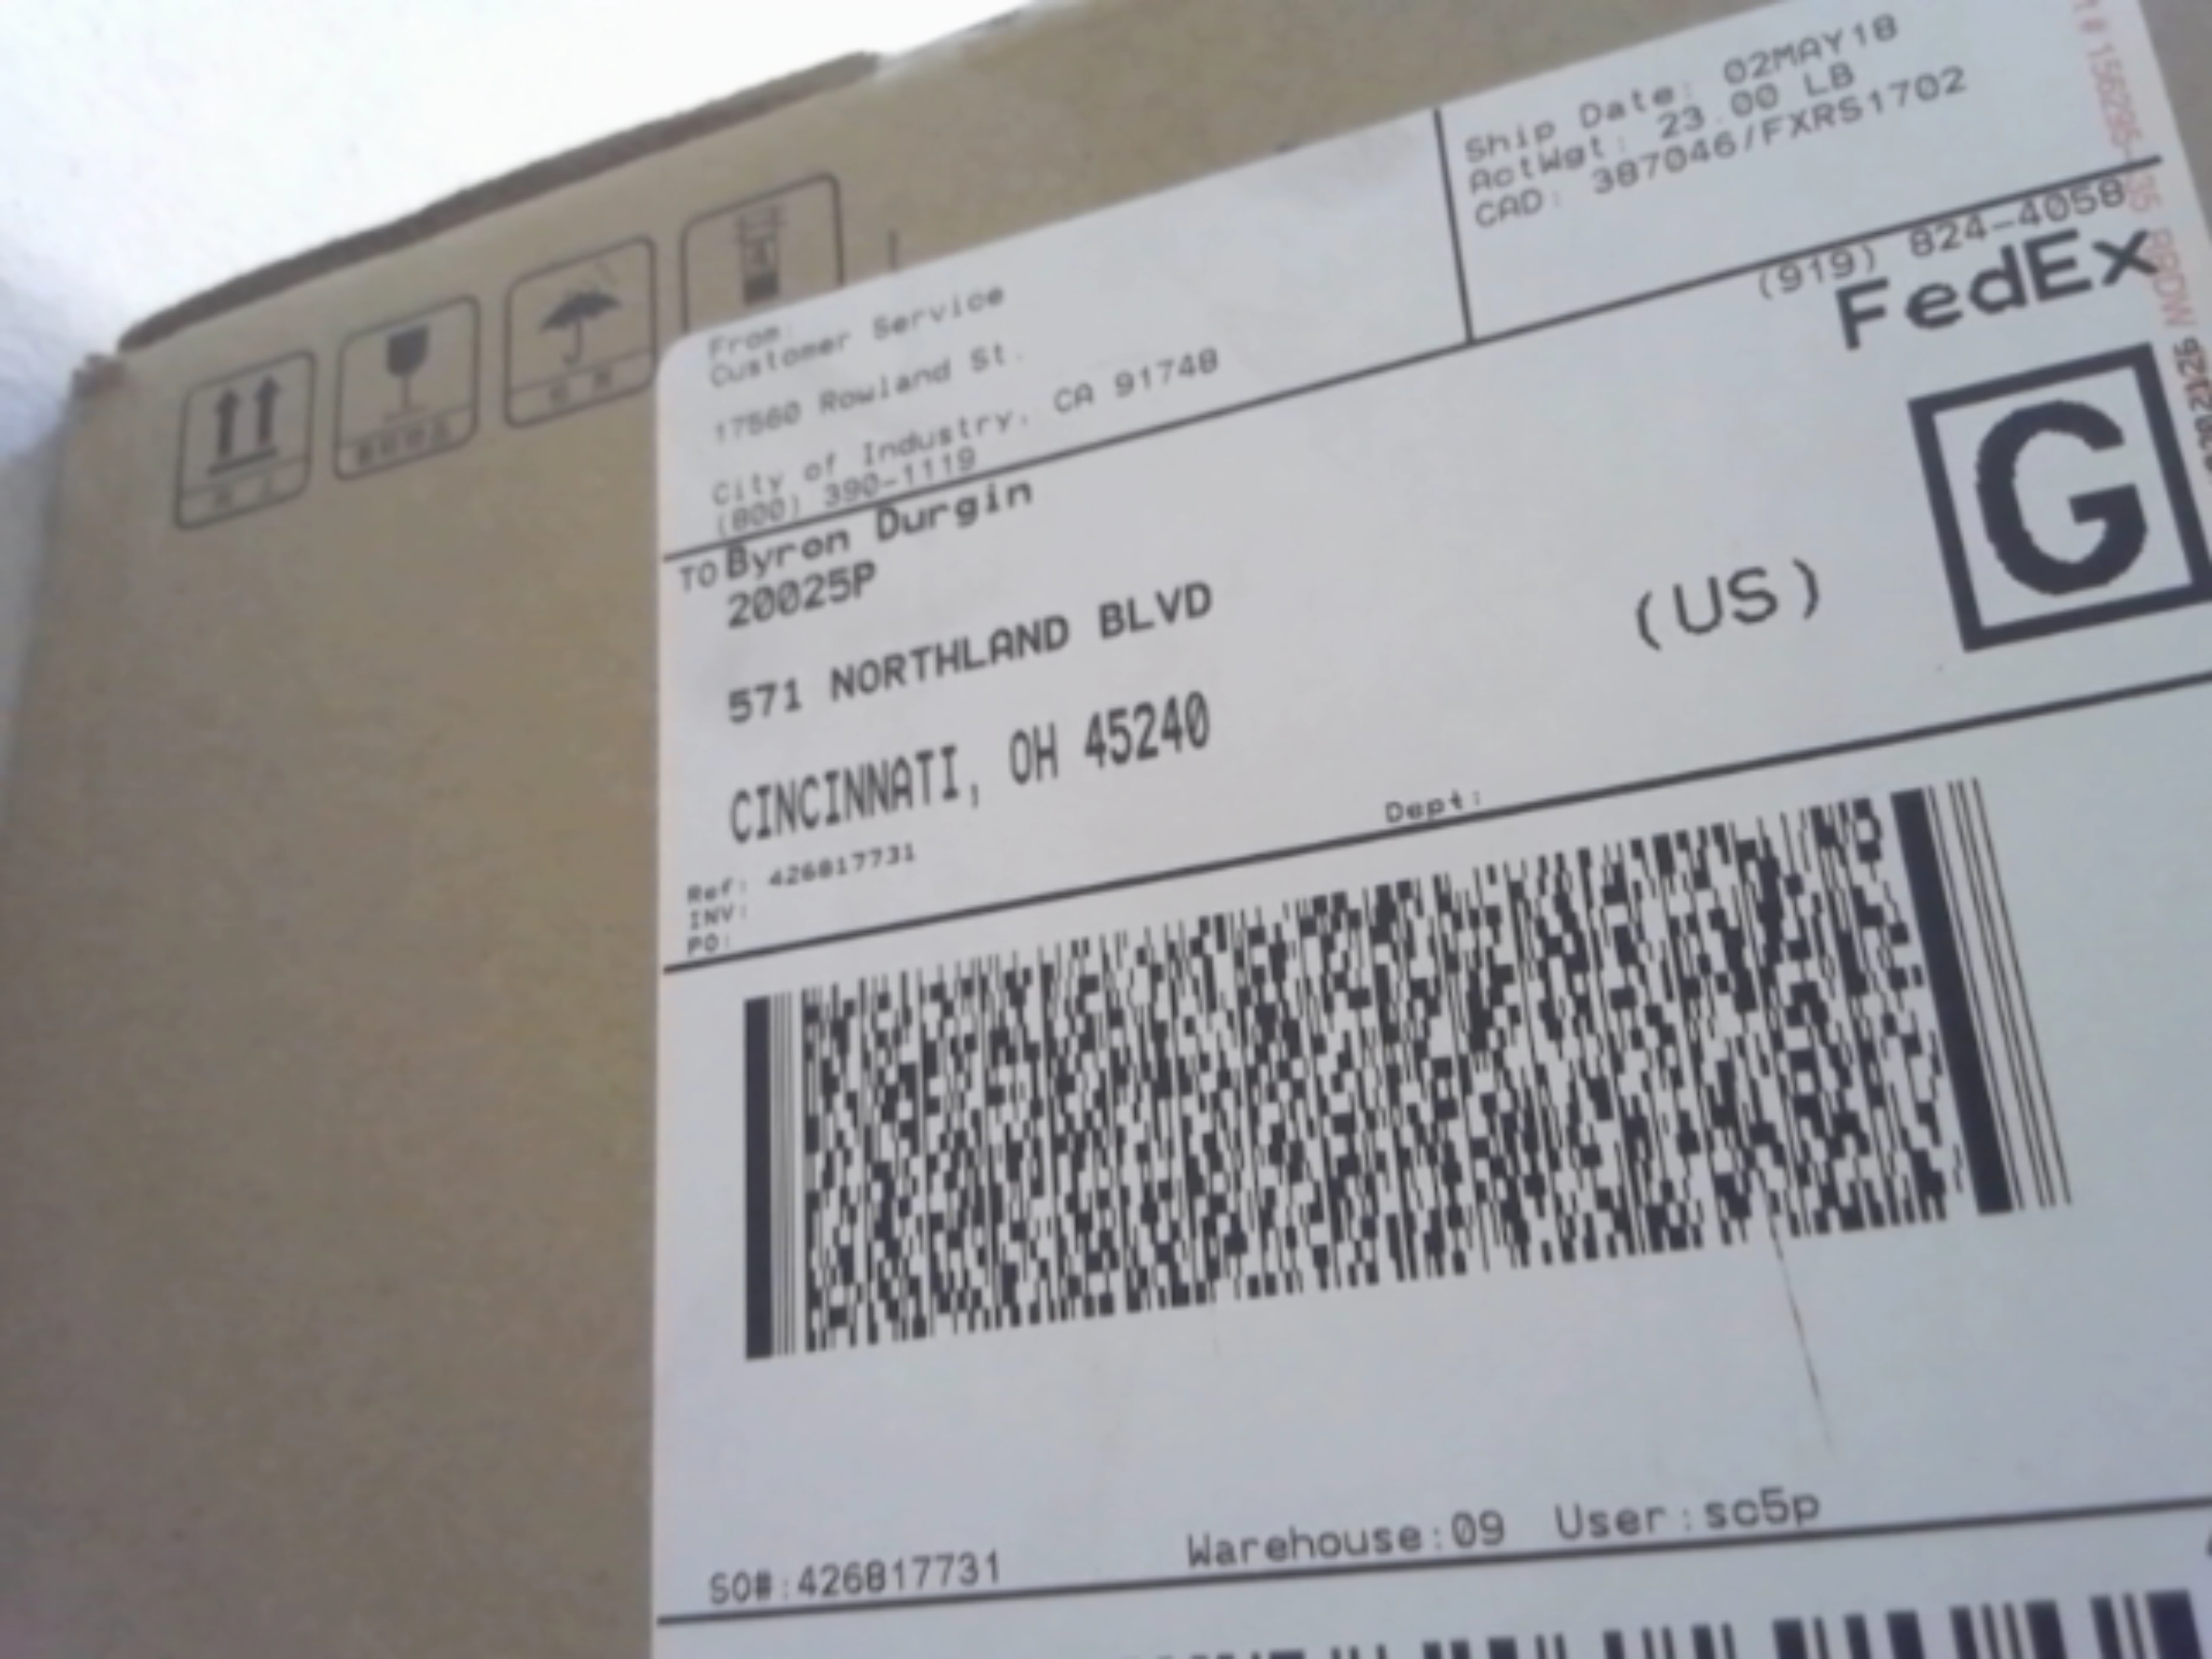 Ship Date: 02MAY18
ActWgt: 23.00 LB
CAD: 387046/FXRS1702
From:
Customer Service
17560 Rowland St.
City of Industry, CA 91748
(800) 390-1119
(919) 824-4058
FedEx
G
TO Byron Durgin
20025P
571 NORTHLAND BLVD
(US)
CINCINNATI, OH 45240
Ref: 426817731
INV:
PO:
Dept:
SO#:426817731
Warehouse:09 User:sc5p